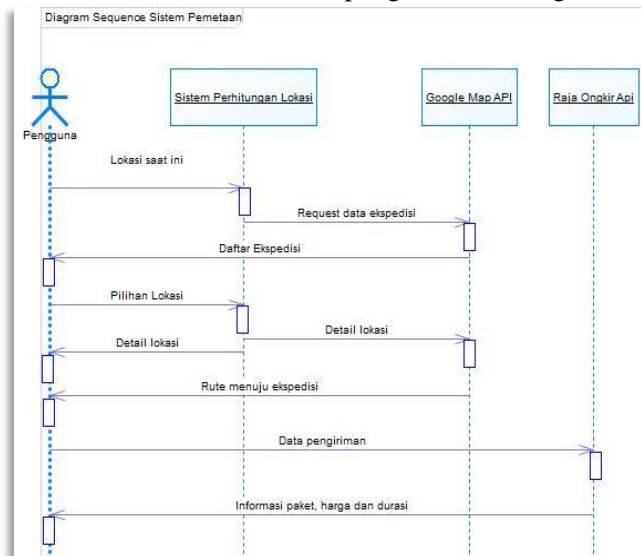 Diagram Sequence Sistem Pemetaan
Sistem Perhitungan Lokasi
Google Map API
Raja Ongkir Api
Pengguna
Lokasi saat ini
Request data ekspedisi
Daftar Ekspedisi
Pilihan Lokasi
Detail lokasi
Detail lokasi
Rute menuju ekspedisi
Data pengiriman
Informasi paket, harga dan durasi